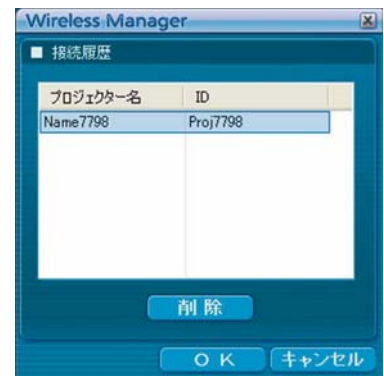 Wireless Manager
■ 接続履歴
プロジェクター名 ID
Name7798 Proj7798
削除
OK キャンセル